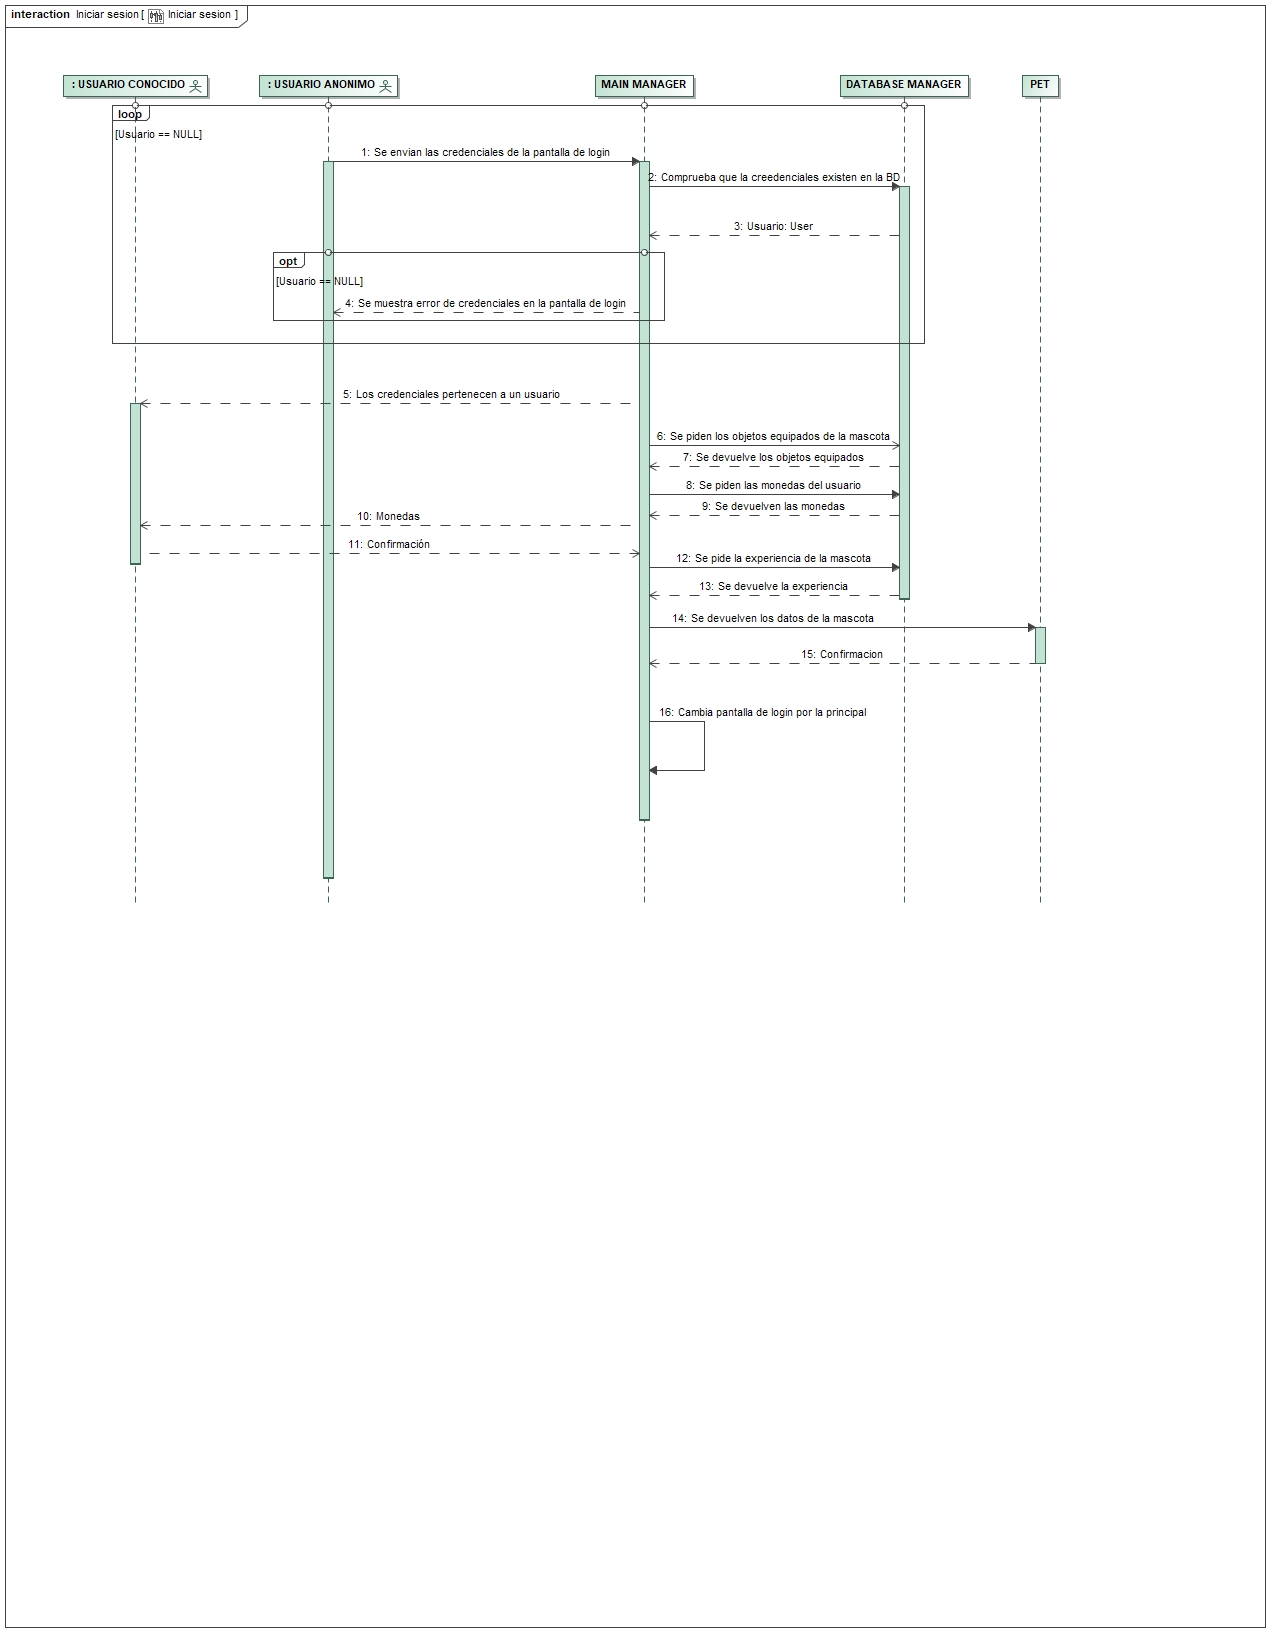 interaction Iniciar sesion [ Iniciar sesion ]
: USUARIO CONOCIDO
: USUARIO ANONIMO
MAIN MANAGER
DATABASE MANAGER
PET
loop
[Usuario == NULL]
1: Se envian las credenciales de la pantalla de login
2: Comprueba que la creedenciales existen en la BD
3: Usuario: User
opt
[Usuario == NULL]
4: Se muestra error de credenciales en la pantalla de login
5: Los credenciales pertenecen a un usuario
6: Se piden los objetos equipados de la mascota
7: Se devuelve los objetos equipados
8: Se piden las monedas del usuario
9: Se devuelven las monedas
10: Monedas
11: Confirmación
12: Se pide la experiencia de la mascota
13: Se devuelve la experiencia
14: Se devuelven los datos de la mascota
15: Confirmacion
16: Cambia pantalla de login por la principal